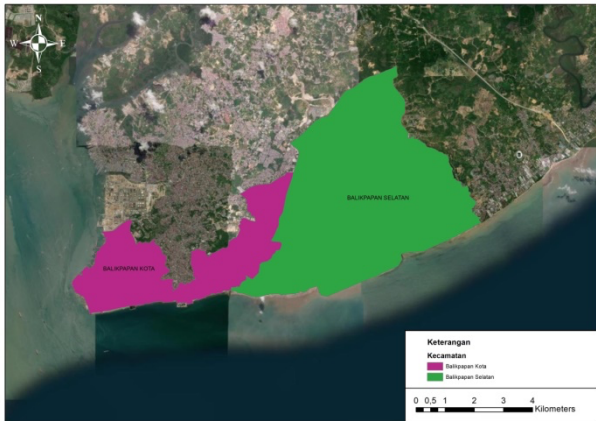 N
W E
S
BALIKPAPAN SELATAN
BALIKPAPAN KOTA
Keterangan
Kecamatan
Balikpapan Kota
Balikpapan Selatan
0 0,5 1 2 3 4
Kilometers